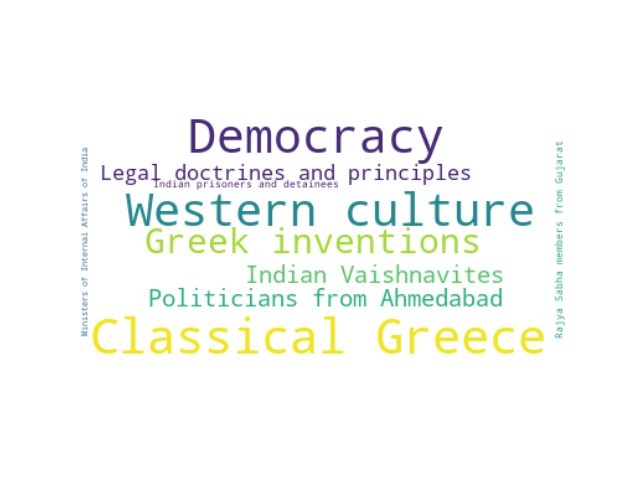 Democracy
Legal doctrines and principles
Indian prisoners and detainees
Western culture
Greek inventions
Indian Vaishnavites
Politicians from Ahmedabad
Classical Greece
Ministers of Internal Affairs of India
Rajya Sabha members from Gujarat